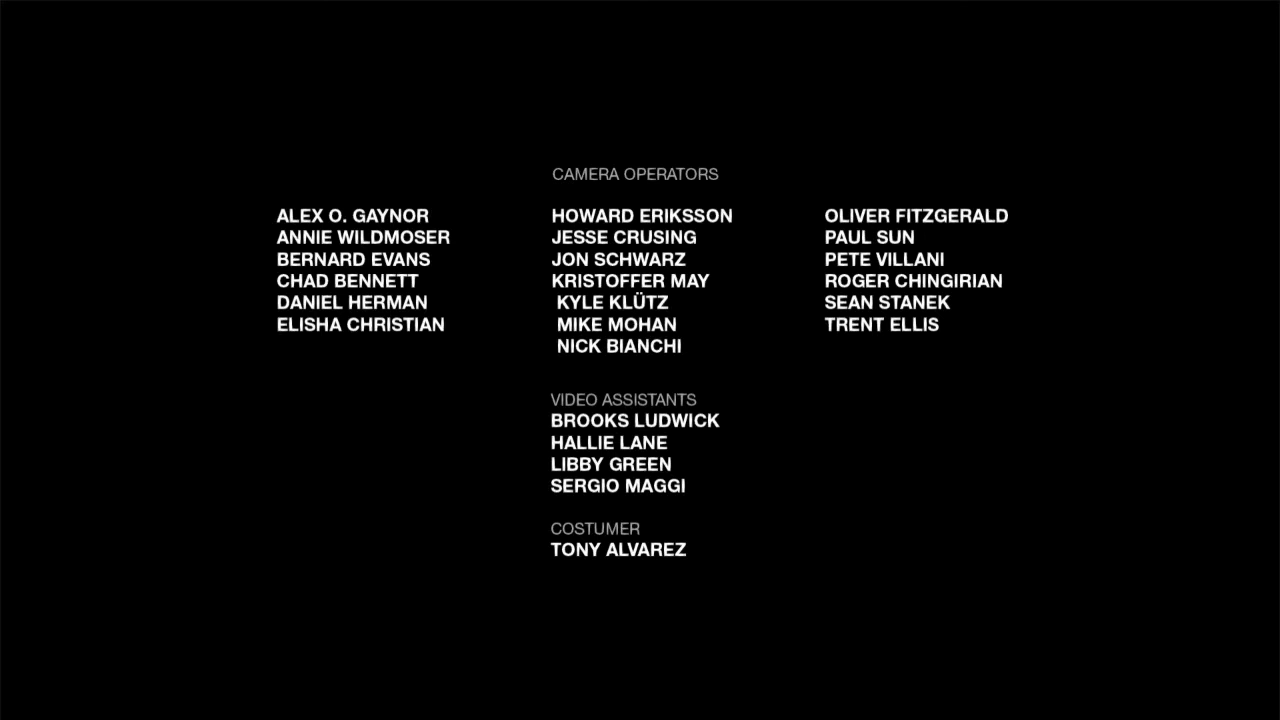 CAMERA OPERATORS
ALEX O. GAYNOR
ANNIE WILDMOSER
BERNARD EVANS
CHAD BENNETT
DANIEL HERMAN
ELISHA CHRISTIAN
HOWARD ERIKSSON
JESSE CRUSING
JON SCHWARZ
KRISTOFFER MAY
KYLE KLÜTZ
MIKE MOHAN
NICK BIANCHI
OLIVER FITZGERALD
PAUL SUN
PETE VILLANI
ROGER CHINGIRIAN
SEAN STANEK
TRENT ELLIS
VIDEO ASSISTANTS
BROOKS LUDWICK
HALLIE LANE
LIBBY GREEN
SERGIO MAGGI
COSTUMER
TONY ALVAREZ